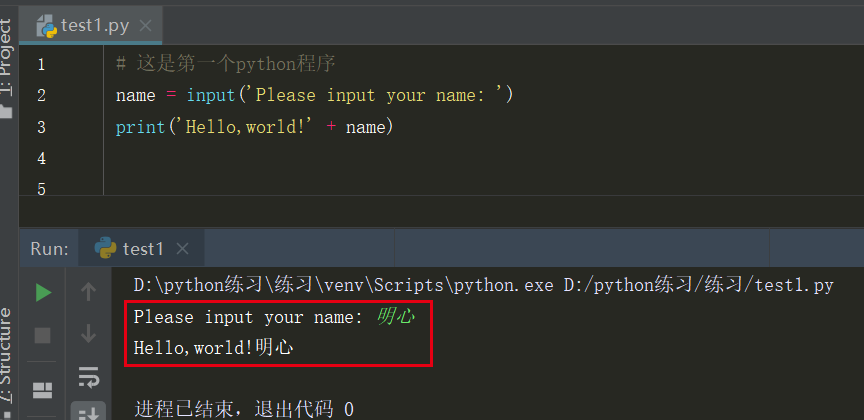 test1.py
1: Project
1 # 这是第一个python程序
2 name = input('Please input your name: ')
3 print('Hello,world!' + name)
4
5
Run: test1
D:\python练习\练习\venv\Scripts\python.exe D:/python练习/练习/test1.py
Please input your name: 明心
Hello,world!明心
进程已结束,退出代码 0
7: Structure